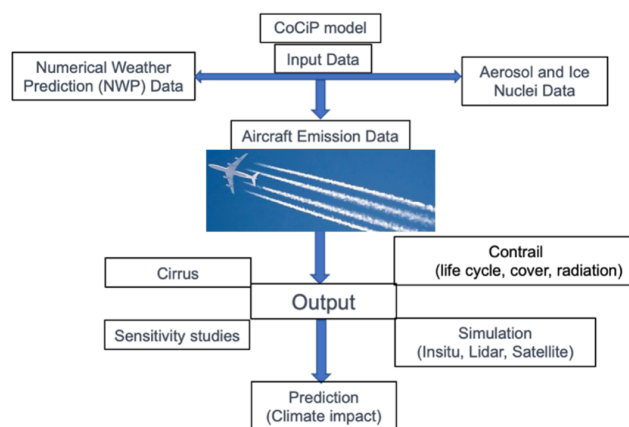 CoCiP model
Input Data
Numerical Weather
Prediction (NWP) Data
Aerosol and Ice
Nuclei Data
Aircraft Emission Data
Contrail
(life cycle, cover, radiation)
Cirrus
Output
Sensitivity studies
Simulation
(Insitu, Lidar, Satellite)
Prediction
(Climate impact)